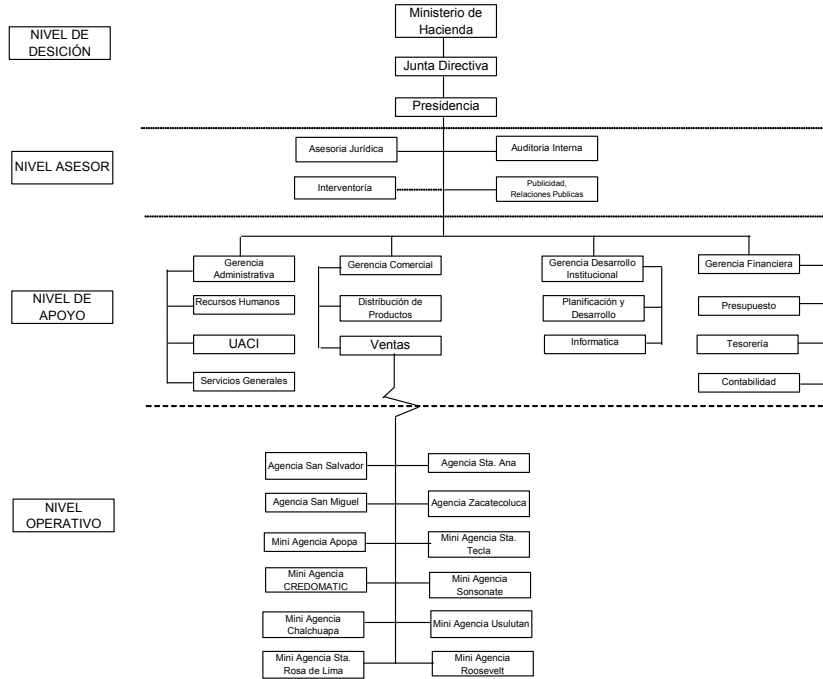 NIVEL DE
DESICIÓN
Ministerio de
Hacienda
Junta Directiva
Presidencia
NIVEL ASESOR
Asesoria Jurídica
Auditoria Interna
Interventoría
Publicidad,
Relaciones Publicas
NIVEL DE
APOYO
Gerencia
Administrativa
Gerencia Comercial
Gerencia Desarrollo
Institucional
Gerencia Financiera
Recursos Humanos
Distribución de
Productos
Planificación y
Desarrollo
Presupuesto
UACI
Ventas
Informatica
Tesorería
Servicios Generales
Contabilidad
NIVEL
OPERATIVO
Agencia San Salvador
Agencia Sta. Ana
Agencia San Miguel
Agencia Zacatecoluca
Mini Agencia Apopa
Mini Agencia Sta.
Tecla
Mini Agencia
CREDOMATIC
Mini Agencia
Sonsonate
Mini Agencia
Chalchuapa
Mini Agencia Usulutan
Mini Agencia Sta.
Rosa de Lima
Mini Agencia
Roosevelt